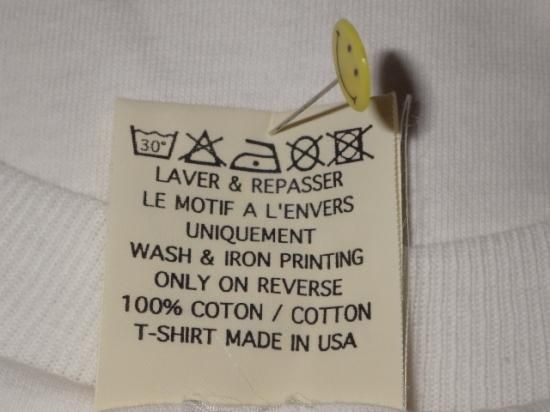 30°
LAVER & REPASSER
LE MOTIF A L'ENVERS
UNIQUEMENT
WASH & IRON PRINTING
ONLY ON REVERSE
100% COTON / COTTON
T-SHIRT MADE IN USA